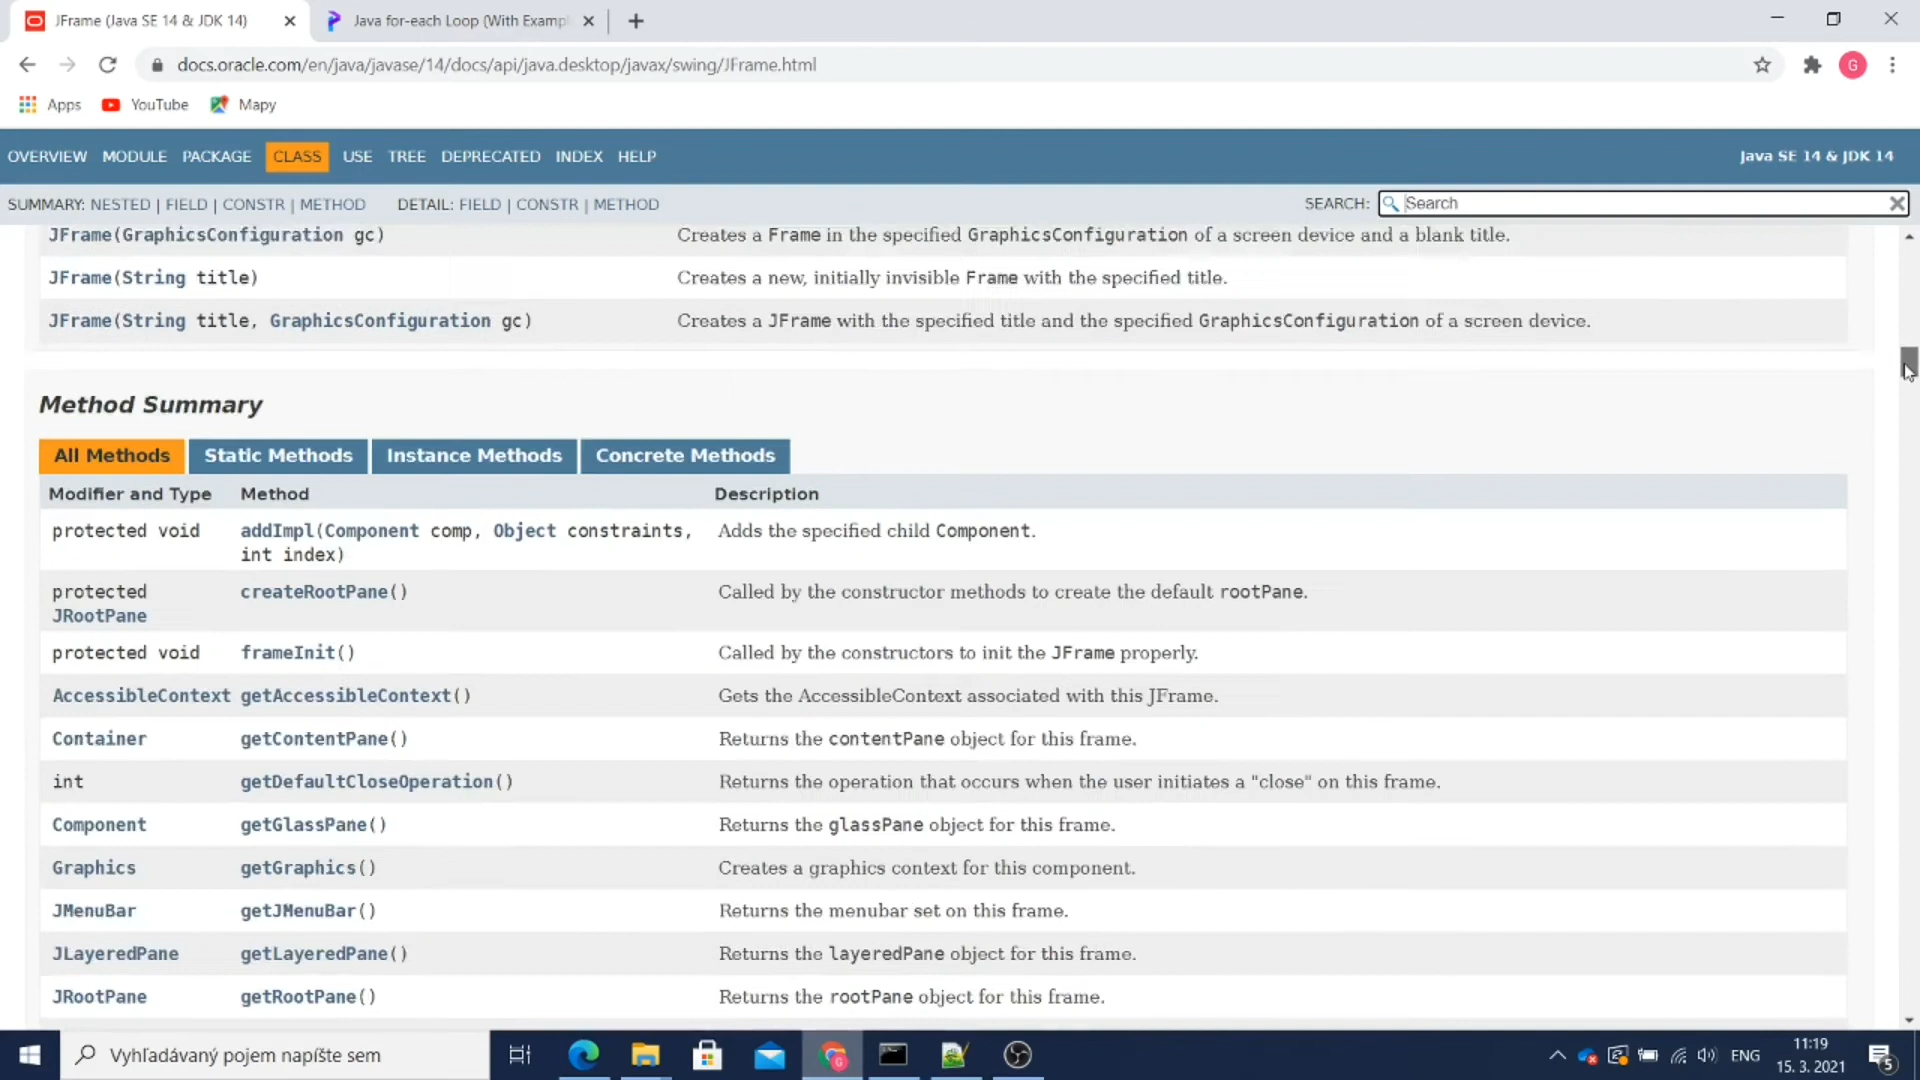 JFrame (Java SE 14 & JDK 14)
Java for-each Loop (With Examp
docs.oracle.com/en/java/javase/14/docs/api/java.desktop/javax/swing/JFrame.html
G
Apps YouTube Mapy
OVERVIEW MODULE PACKAGE CLASS USE TREE DEPRECATED INDEX HELP
Java SE 14 & JDK 14
SUMMARY: NESTED | FIELD | CONSTR | METHOD DETAIL: FIELD | CONSTR | METHOD
SEARCH: Search
JFrame(GraphicsConfiguration gc) Creates a Frame in the specified GraphicsConfiguration of a screen device and a blank title.
JFrame(String title) Creates a new, initially invisible Frame with the specified title.
JFrame(String title, GraphicsConfiguration gc) Creates a JFrame with the specified title and the specified GraphicsConfiguration of a screen device.
Method Summary
All Methods Static Methods Instance Methods Concrete Methods
Modifier and Type Method Description
protected void addImpl(Component comp, Object constraints, Adds the specified child Component.
int index)
protected createRootPane() Called by the constructor methods to create the default rootPane.
JRootPane
protected void frameInit() Called by the constructors to init the JFrame properly.
AccessibleContext getAccessibleContext() Gets the AccessibleContext associated with this JFrame.
Container getContentPane() Returns the contentPane object for this frame.
int getDefaultCloseOperation() Returns the operation that occurs when the user initiates a "close" on this frame.
Component getGlassPane() Returns the glassPane object for this frame.
Graphics getGraphics() Creates a graphics context for this component.
JMenuBar getJMenuBar() Returns the menubar set on this frame.
JLayeredPane getLayeredPane() Returns the layeredPane object for this frame.
JRootPane getRootPane() Returns the rootPane object for this frame.
Vyhľadávaný pojem napíšte sem
ENG
11:19
15. 3. 2021
5